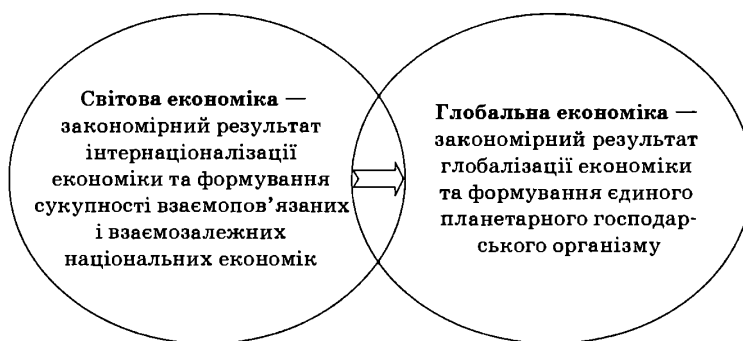 Світова економіка —
закономірний результат
інтернаціоналізації
економіки та формування
сукупності взаємопов’язаних
і взаємозалежних
національних економік
Глобальна економіка —
закономірний результат
глобалізації економіки
та формування єдиного
планетарного господар-
ського організму